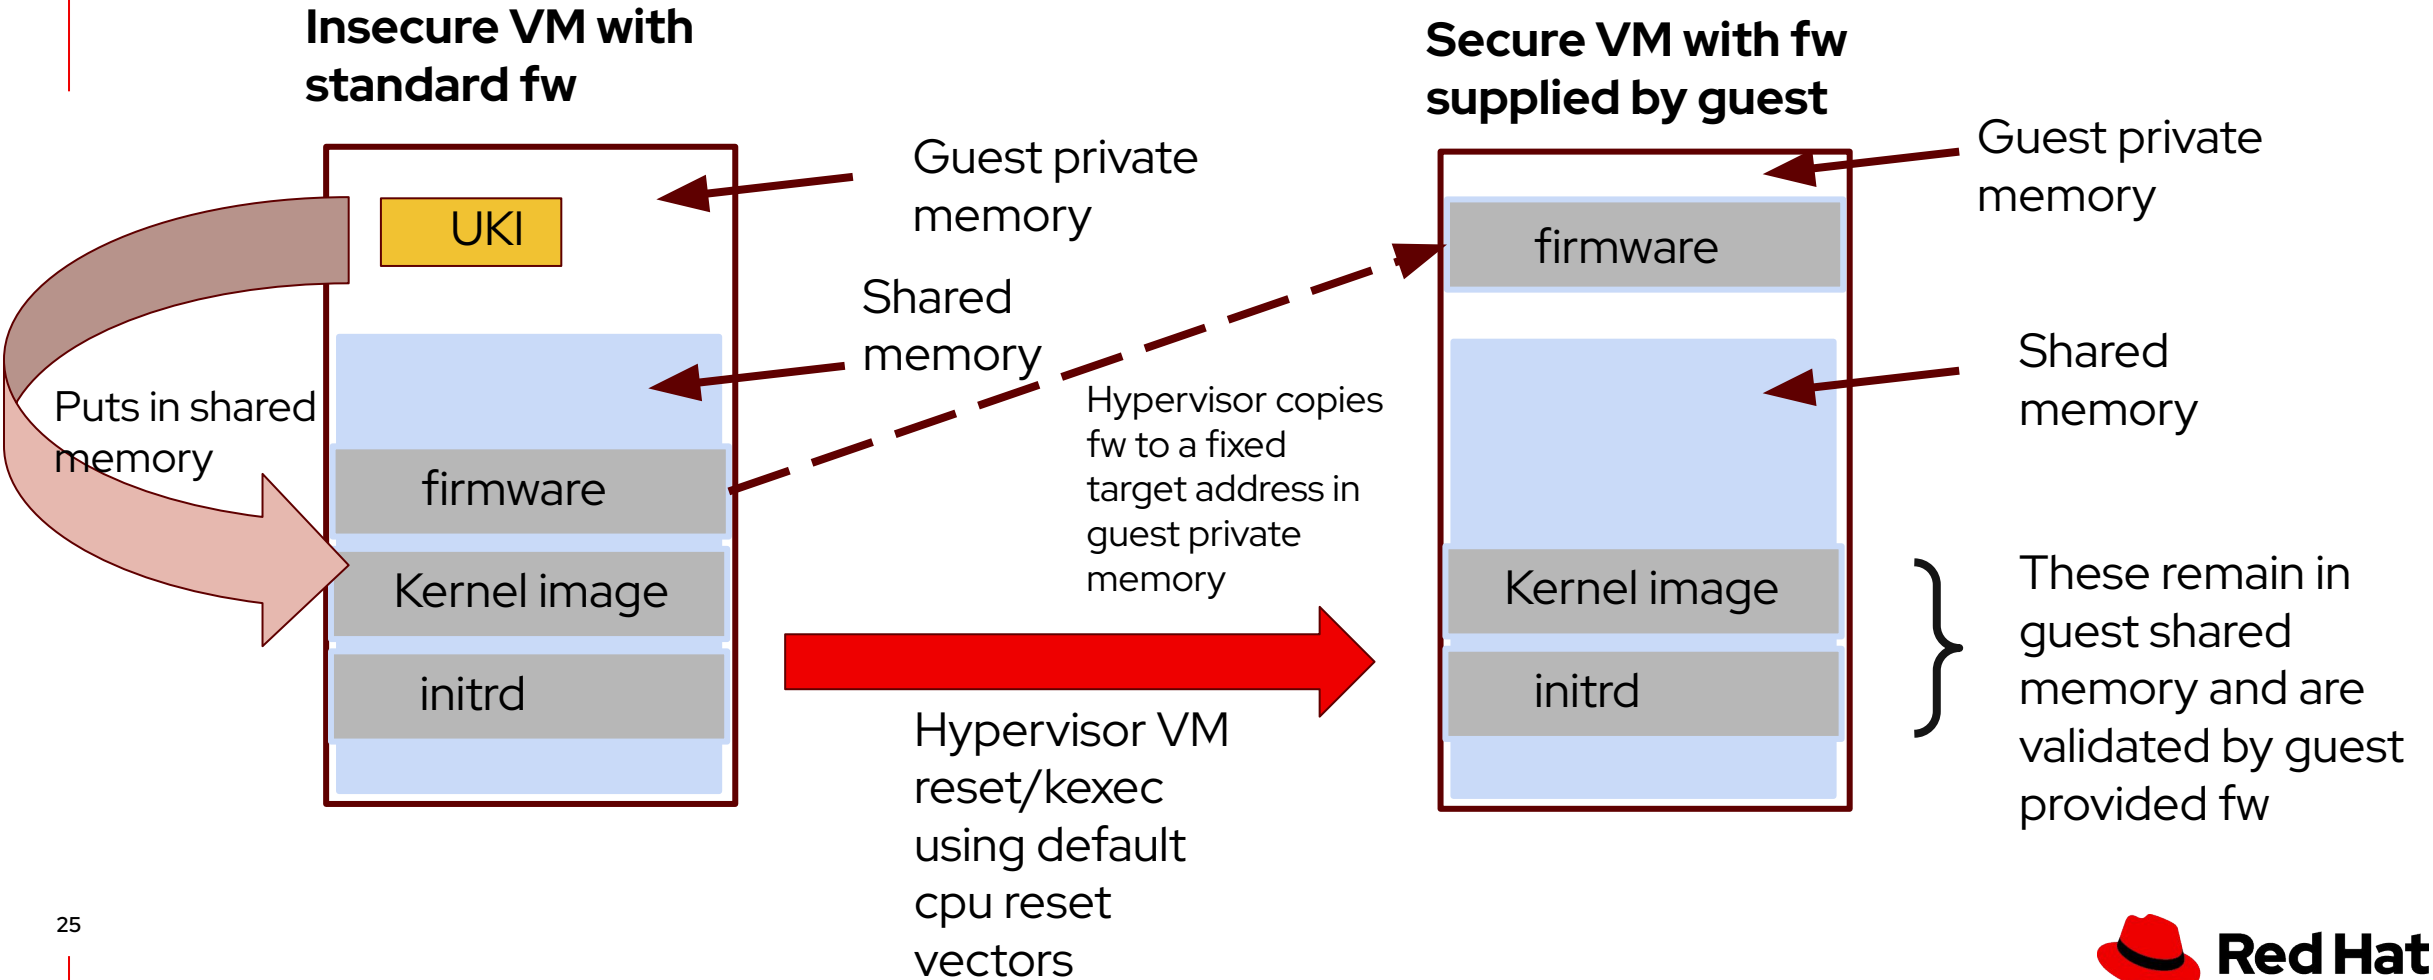 Insecure VM with
standard fw
Secure VM with fw
supplied by guest
Guest private
memory
UKI
Shared
memory
Puts in shared
memory
firmware
Kernel image
initrd
Hypervisor copies
fw to a fixed
target address in
guest private
memory
Hypervisor VM
reset/kexec
using default
cpu reset
vectors
Guest private
memory
firmware
Shared
memory
Kernel image
initrd
These remain in
guest shared
memory and are
validated by guest
provided fw
25
Red Hat